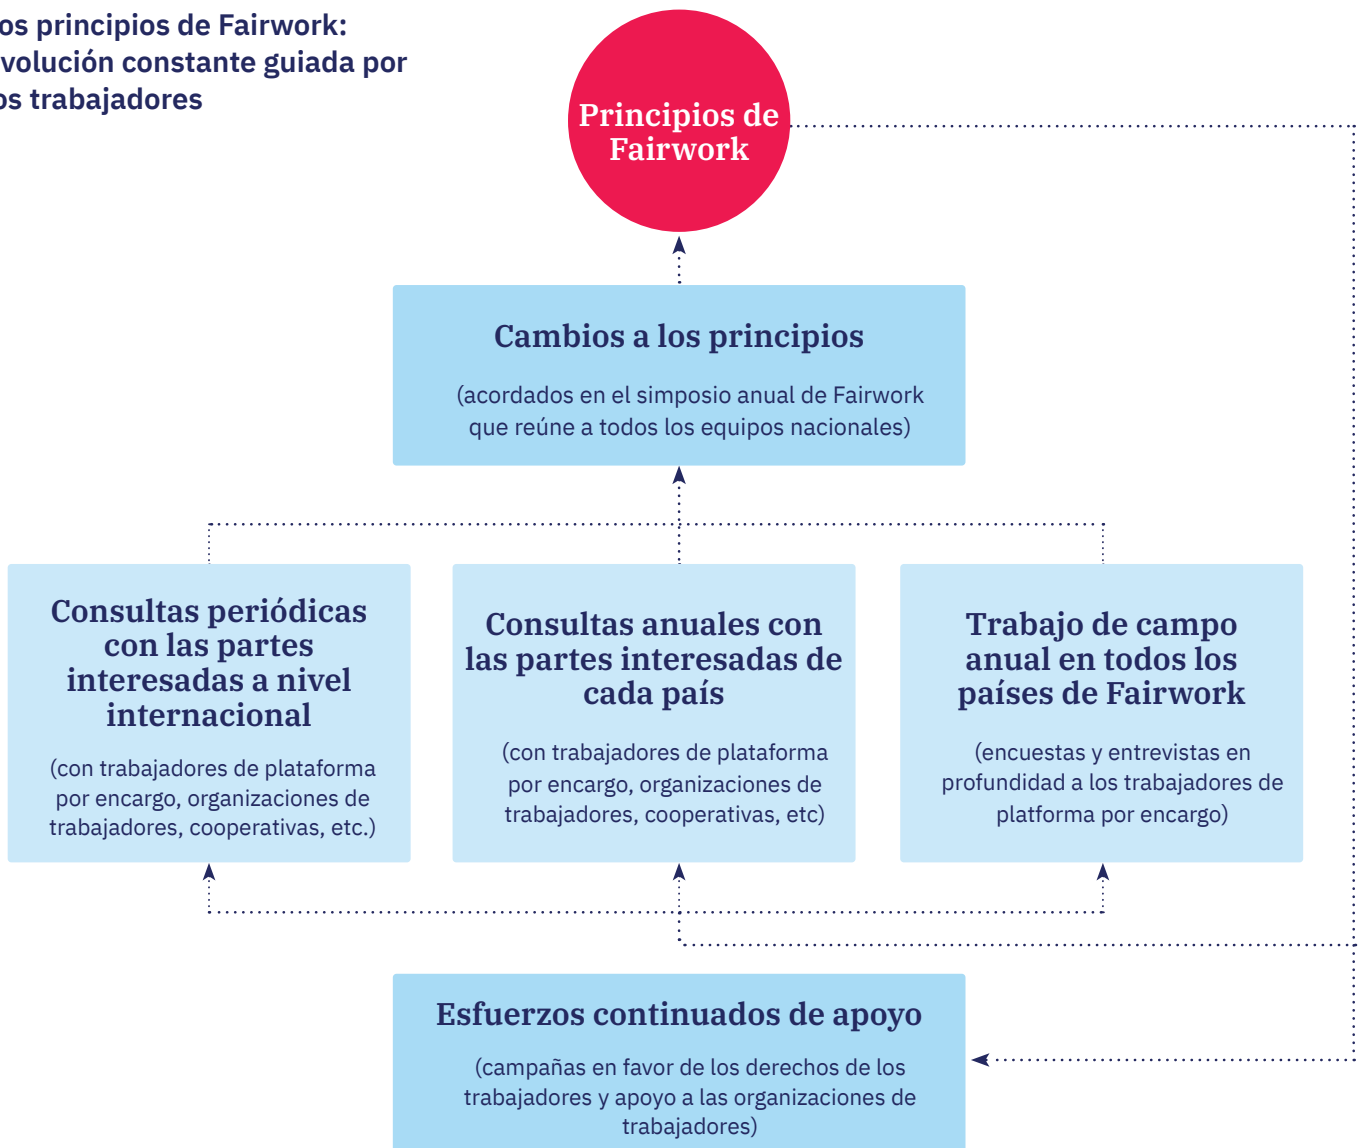 os principios de Fairwork:
volución constante guiada por
os trabajadores
Principios de
Fairwork
Cambios a los principios
(acordados en el simposio anual de Fairwork
que reúne a todos los equipos nacionales)
Consultas periódicas
con las partes
interesadas a nivel
internacional
(con trabajadores de plataforma
por encargo, organizaciones de
trabajadores, cooperativas, etc.)
Consultas anuales con
las partes interesadas de
cada país
(con trabajadores de plataforma
por encargo, organizaciones de
trabajadores, cooperativas, etc)
Trabajo de campo
anual en todos los
países de Fairwork
(encuestas y entrevistas en
profundidad a los trabajadores de
platforma por encargo)
Esfuerzos continuados de apoyo
(campañas en favor de los derechos de los
trabajadores y apoyo a las organizaciones de
trabajadores)